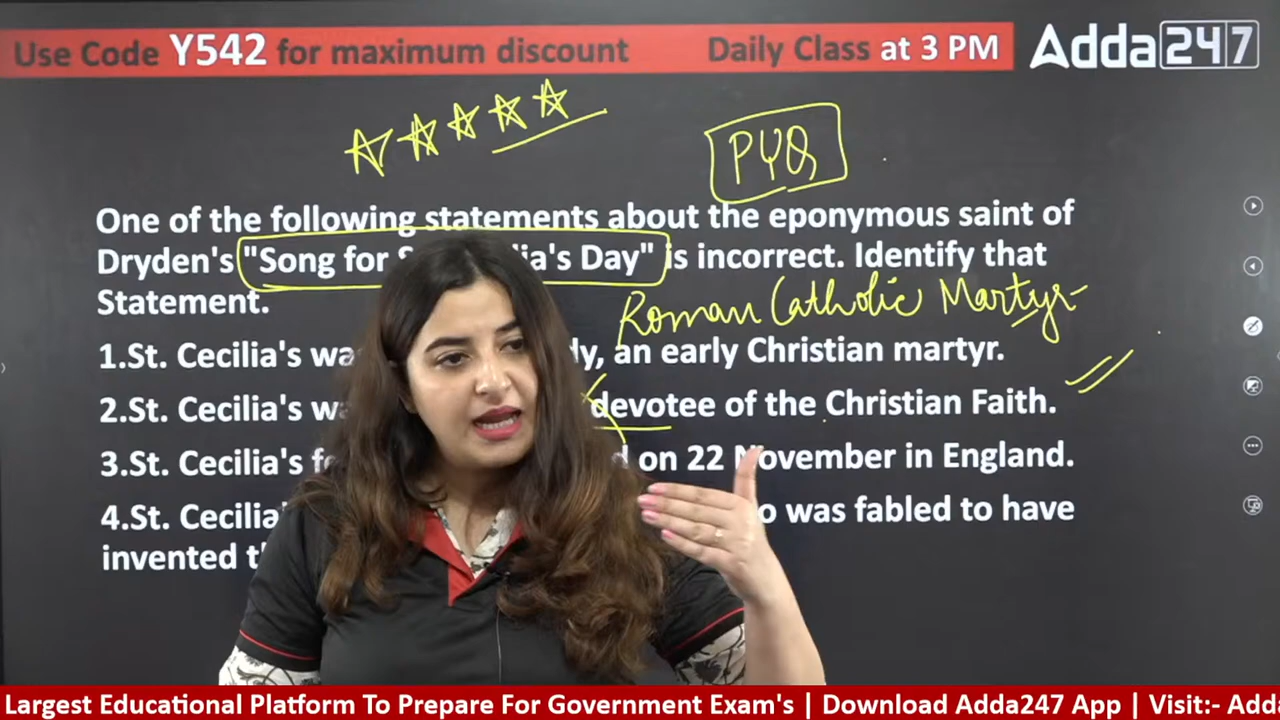 Use Code Y542 for maximum discount Daily Class at 3 PM Adda247
PYQ
One of the following statements about the eponymous saint of
Dryden's "Song for S ia's Day" is incorrect. Identify that
Statement.
Roman Catholic Martyr
1.St. Cecilia's wa dy, an early Christian martyr.
2.St. Cecilia's wa devotee of the Christian Faith.
3.St. Cecilia's fe d on 22 November in England.
4.St. Cecilia' o was fabled to have
invented t
Largest Educational Platform To Prepare For Government Exam's | Download Adda247 App | Visit:- Adda